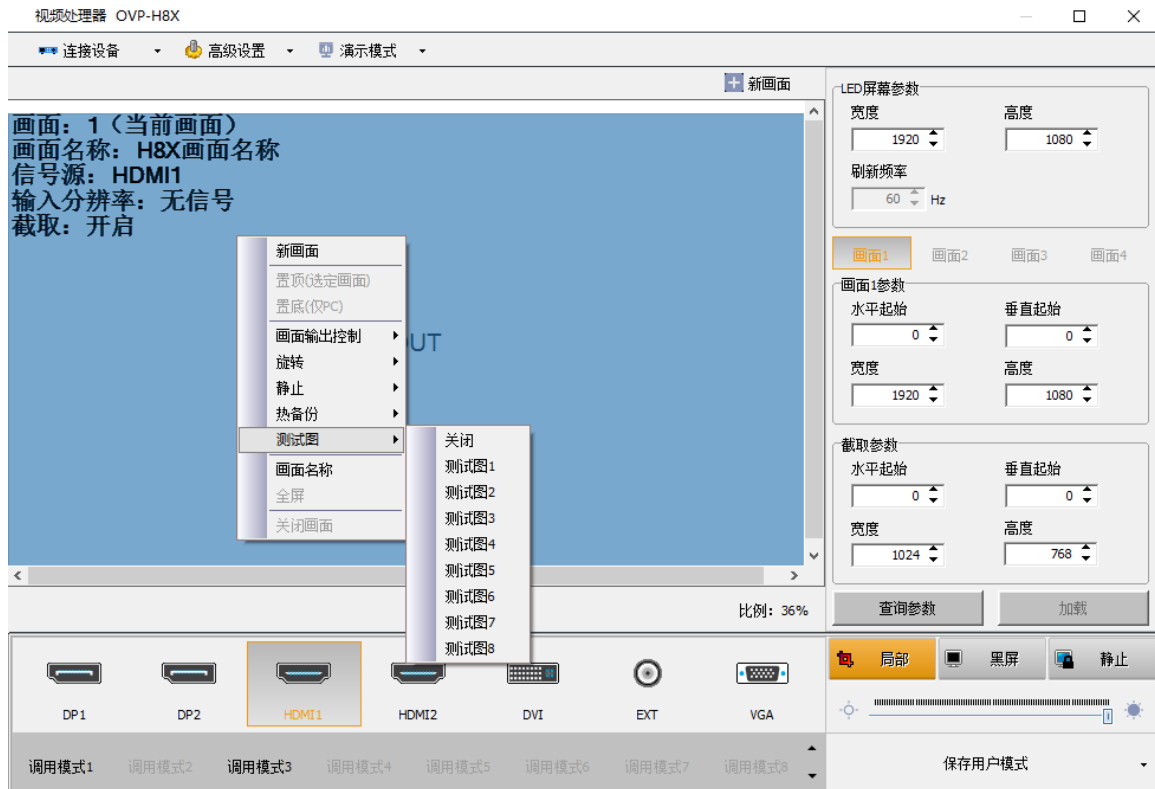 视频处理器 OVP-H8X
连接设备 高级设置 演示模式
新画面
画面：1（当前画面）
画面名称：H8X画面名称
信号源：HDMI1
输入分辨率：无信号
截取：开启
UT
新画面
置顶(选定画面)
置底(仅PC)
画面输出控制
旋转
静止
热备份
测试图
画面名称
全屏
关闭画面
关闭
测试图1
测试图2
测试图3
测试图4
测试图5
测试图6
测试图7
测试图8
比例：36%
LED屏幕参数
宽度 高度
1920 1080
刷新频率
60 Hz
画面1 画面2 画面3 画面4
画面1参数
水平起始 垂直起始
0 0
宽度 高度
1920 1080
截取参数
水平起始 垂直起始
0 0
宽度 高度
1024 768
查询参数 加载
DP1 DP2 HDMI1 HDMI2 DVI EXT VGA
局部 黑屏 静止
调用模式1 调用模式2 调用模式3 调用模式4 调用模式5 调用模式6 调用模式7 调用模式8
保存用户模式